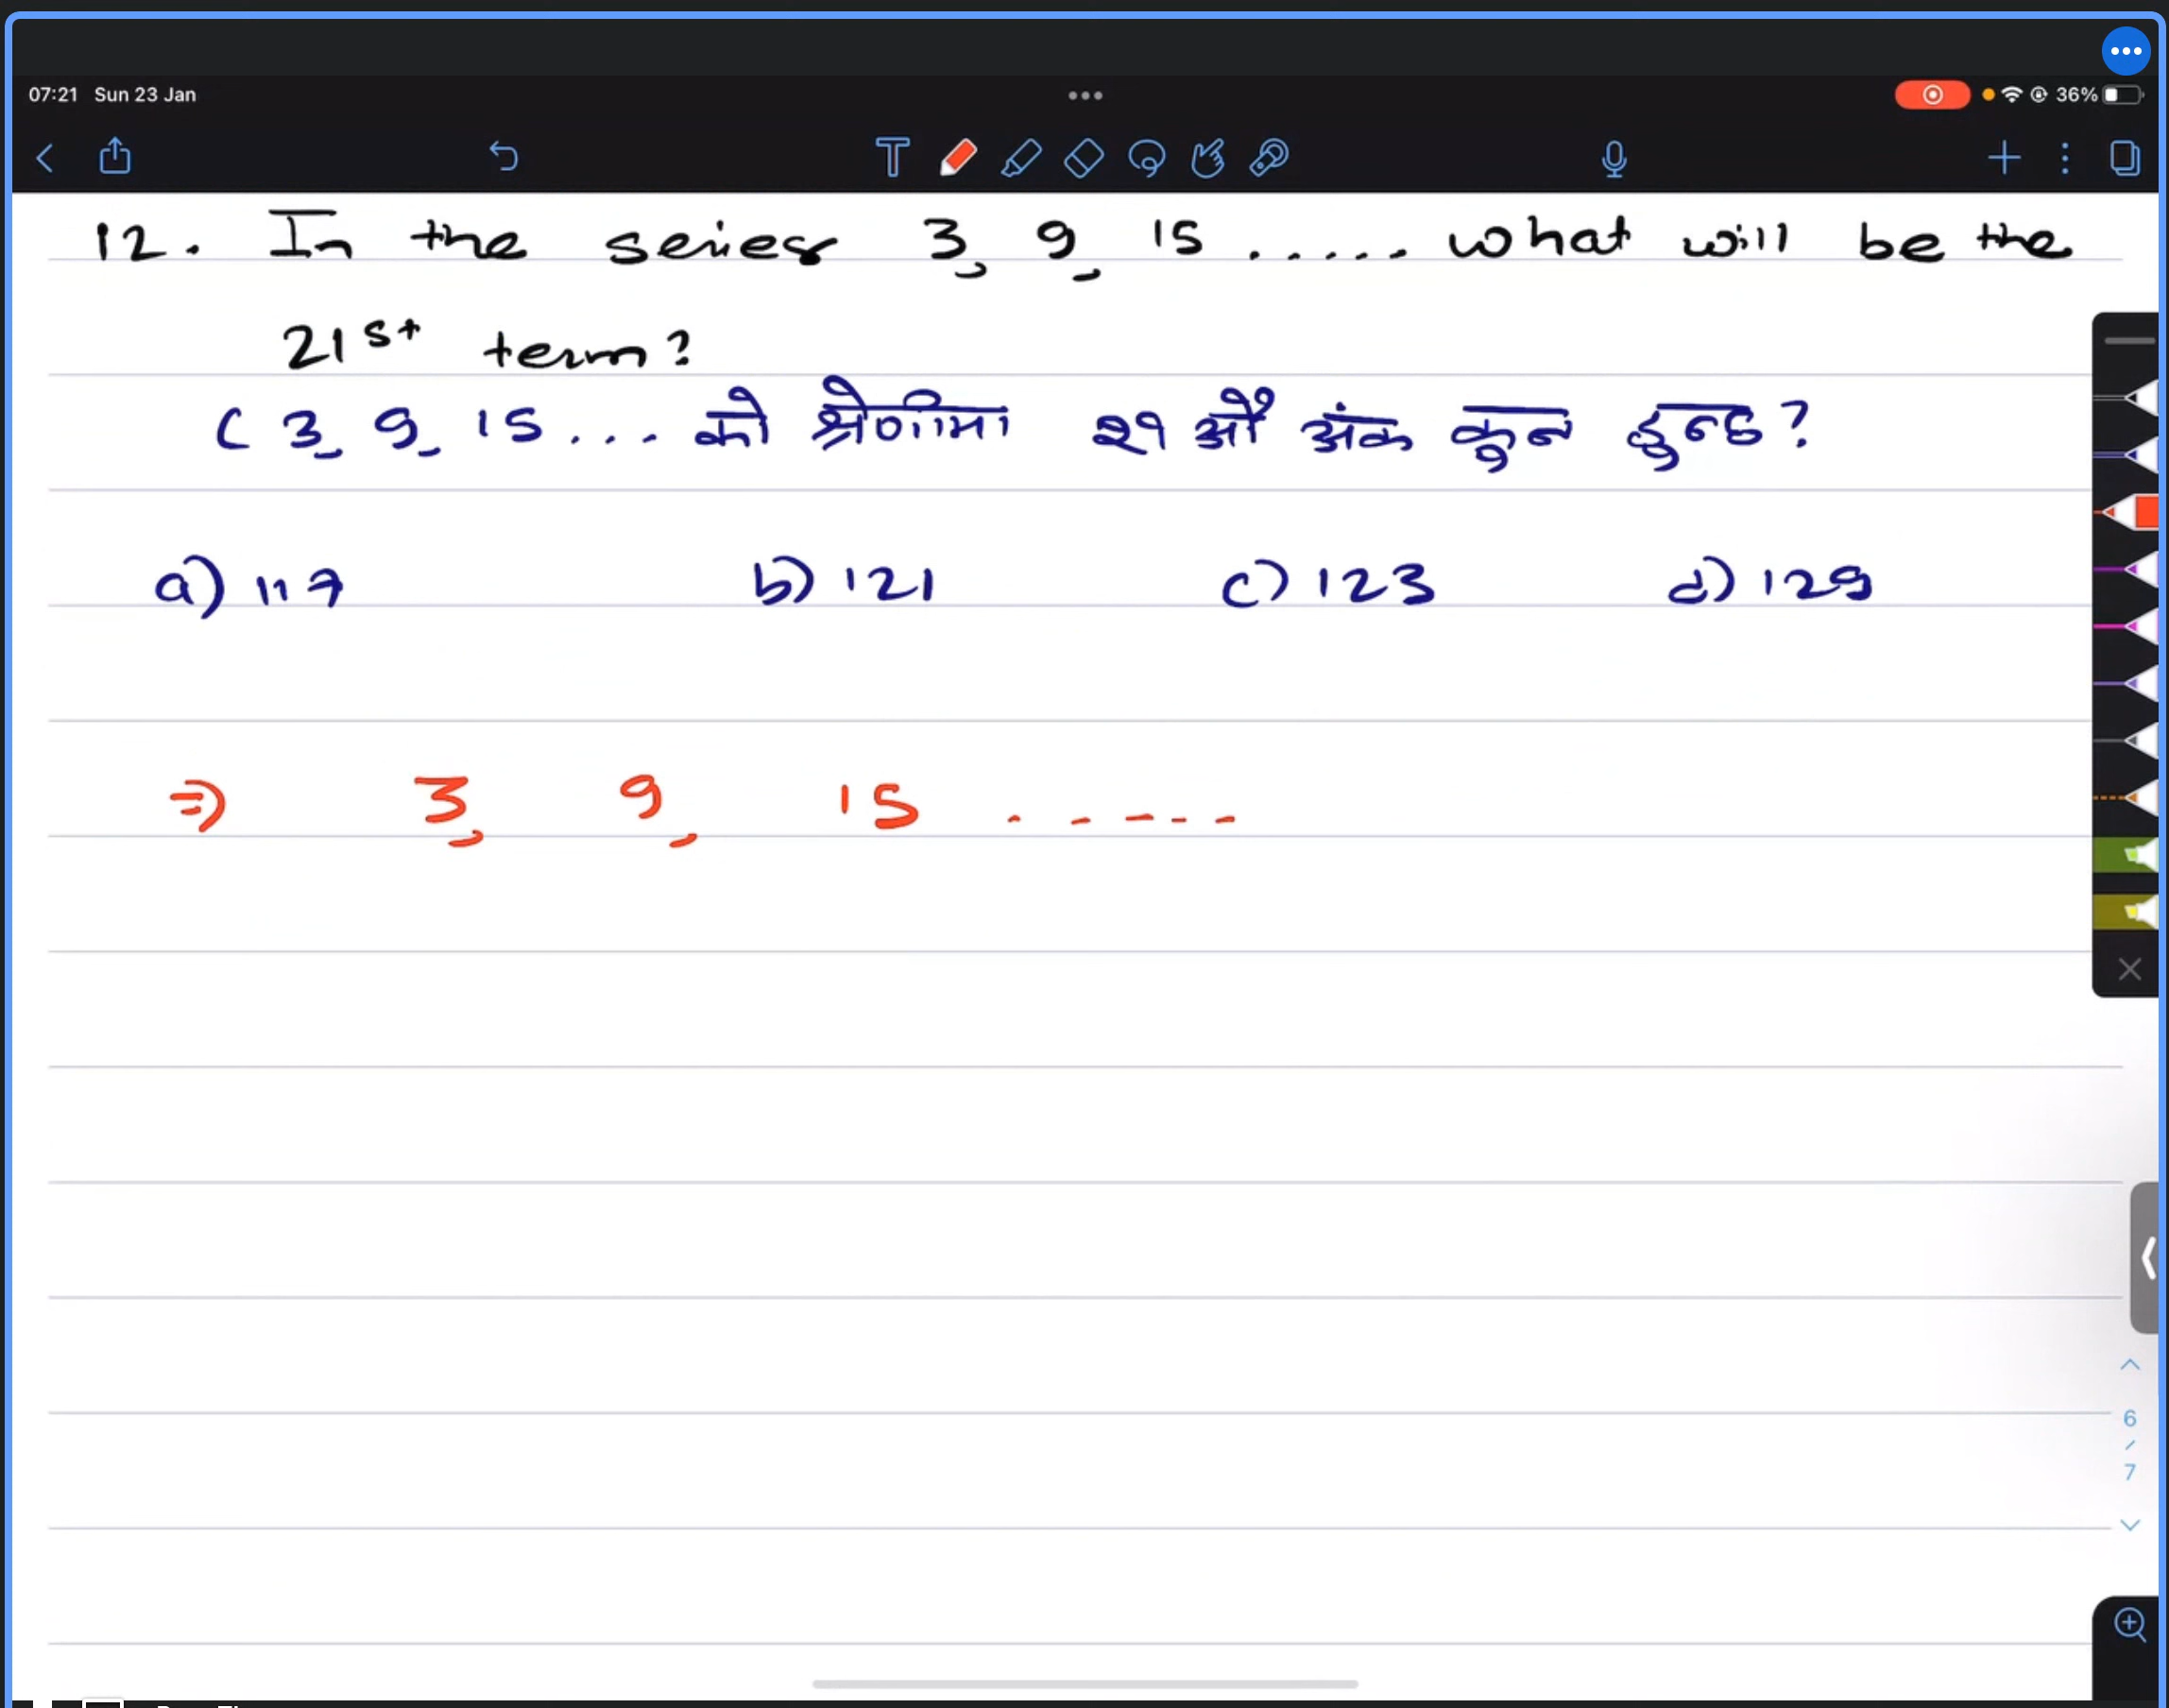 07:21 Sun 23 Jan
36%
12. In the series 3, 9, 15 ..... what will be the
21st term?
( 3, 9, 15 ... को श्रेणीमा २१ औँ अंक कुन हुन्छ?
a) 117 b) 121 c) 123 d) 129
⇒ 3, 9, 15 . - - - -
6
/
7